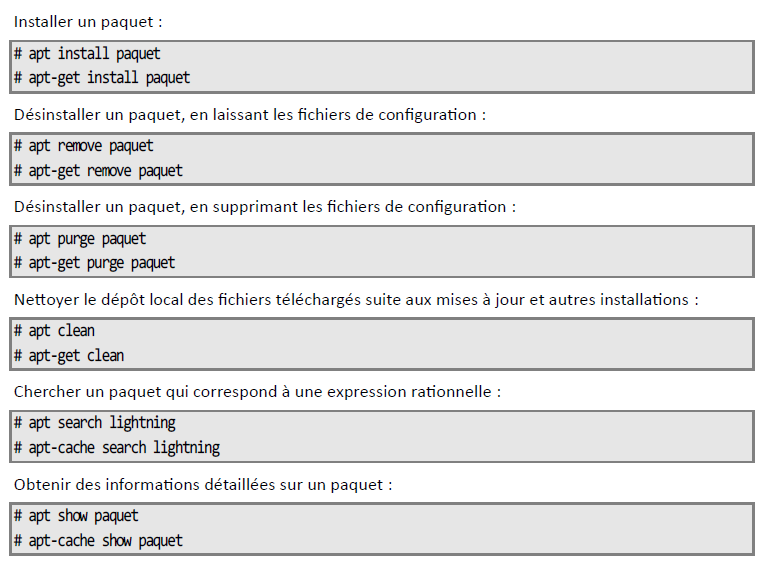 Installer un paquet :
# apt install paquet
# apt-get install paquet
Désinstaller un paquet, en laissant les fichiers de configuration :
# apt remove paquet
# apt-get remove paquet
Désinstaller un paquet, en supprimant les fichiers de configuration :
# apt purge paquet
# apt-get purge paquet
Nettoyer le dépôt local des fichiers téléchargés suite aux mises à jour et autres installations :
# apt clean
# apt-get clean
Chercher un paquet qui correspond à une expression rationnelle :
# apt search lightning
# apt-cache search lightning
Obtenir des informations détaillées sur un paquet :
# apt show paquet
# apt-cache show paquet